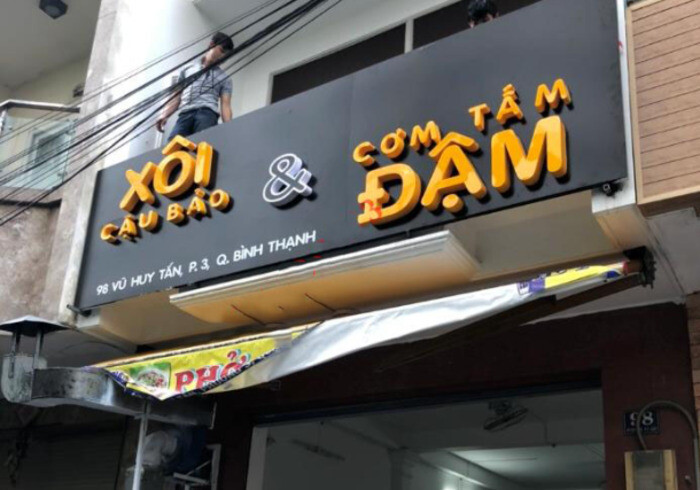 XÔI
CẬU BẢO
&
CƠM TẤM
ĐẬM
98 VŨ HUY TẤN, P. 3, Q. BÌNH THẠNH
PHỞ
98